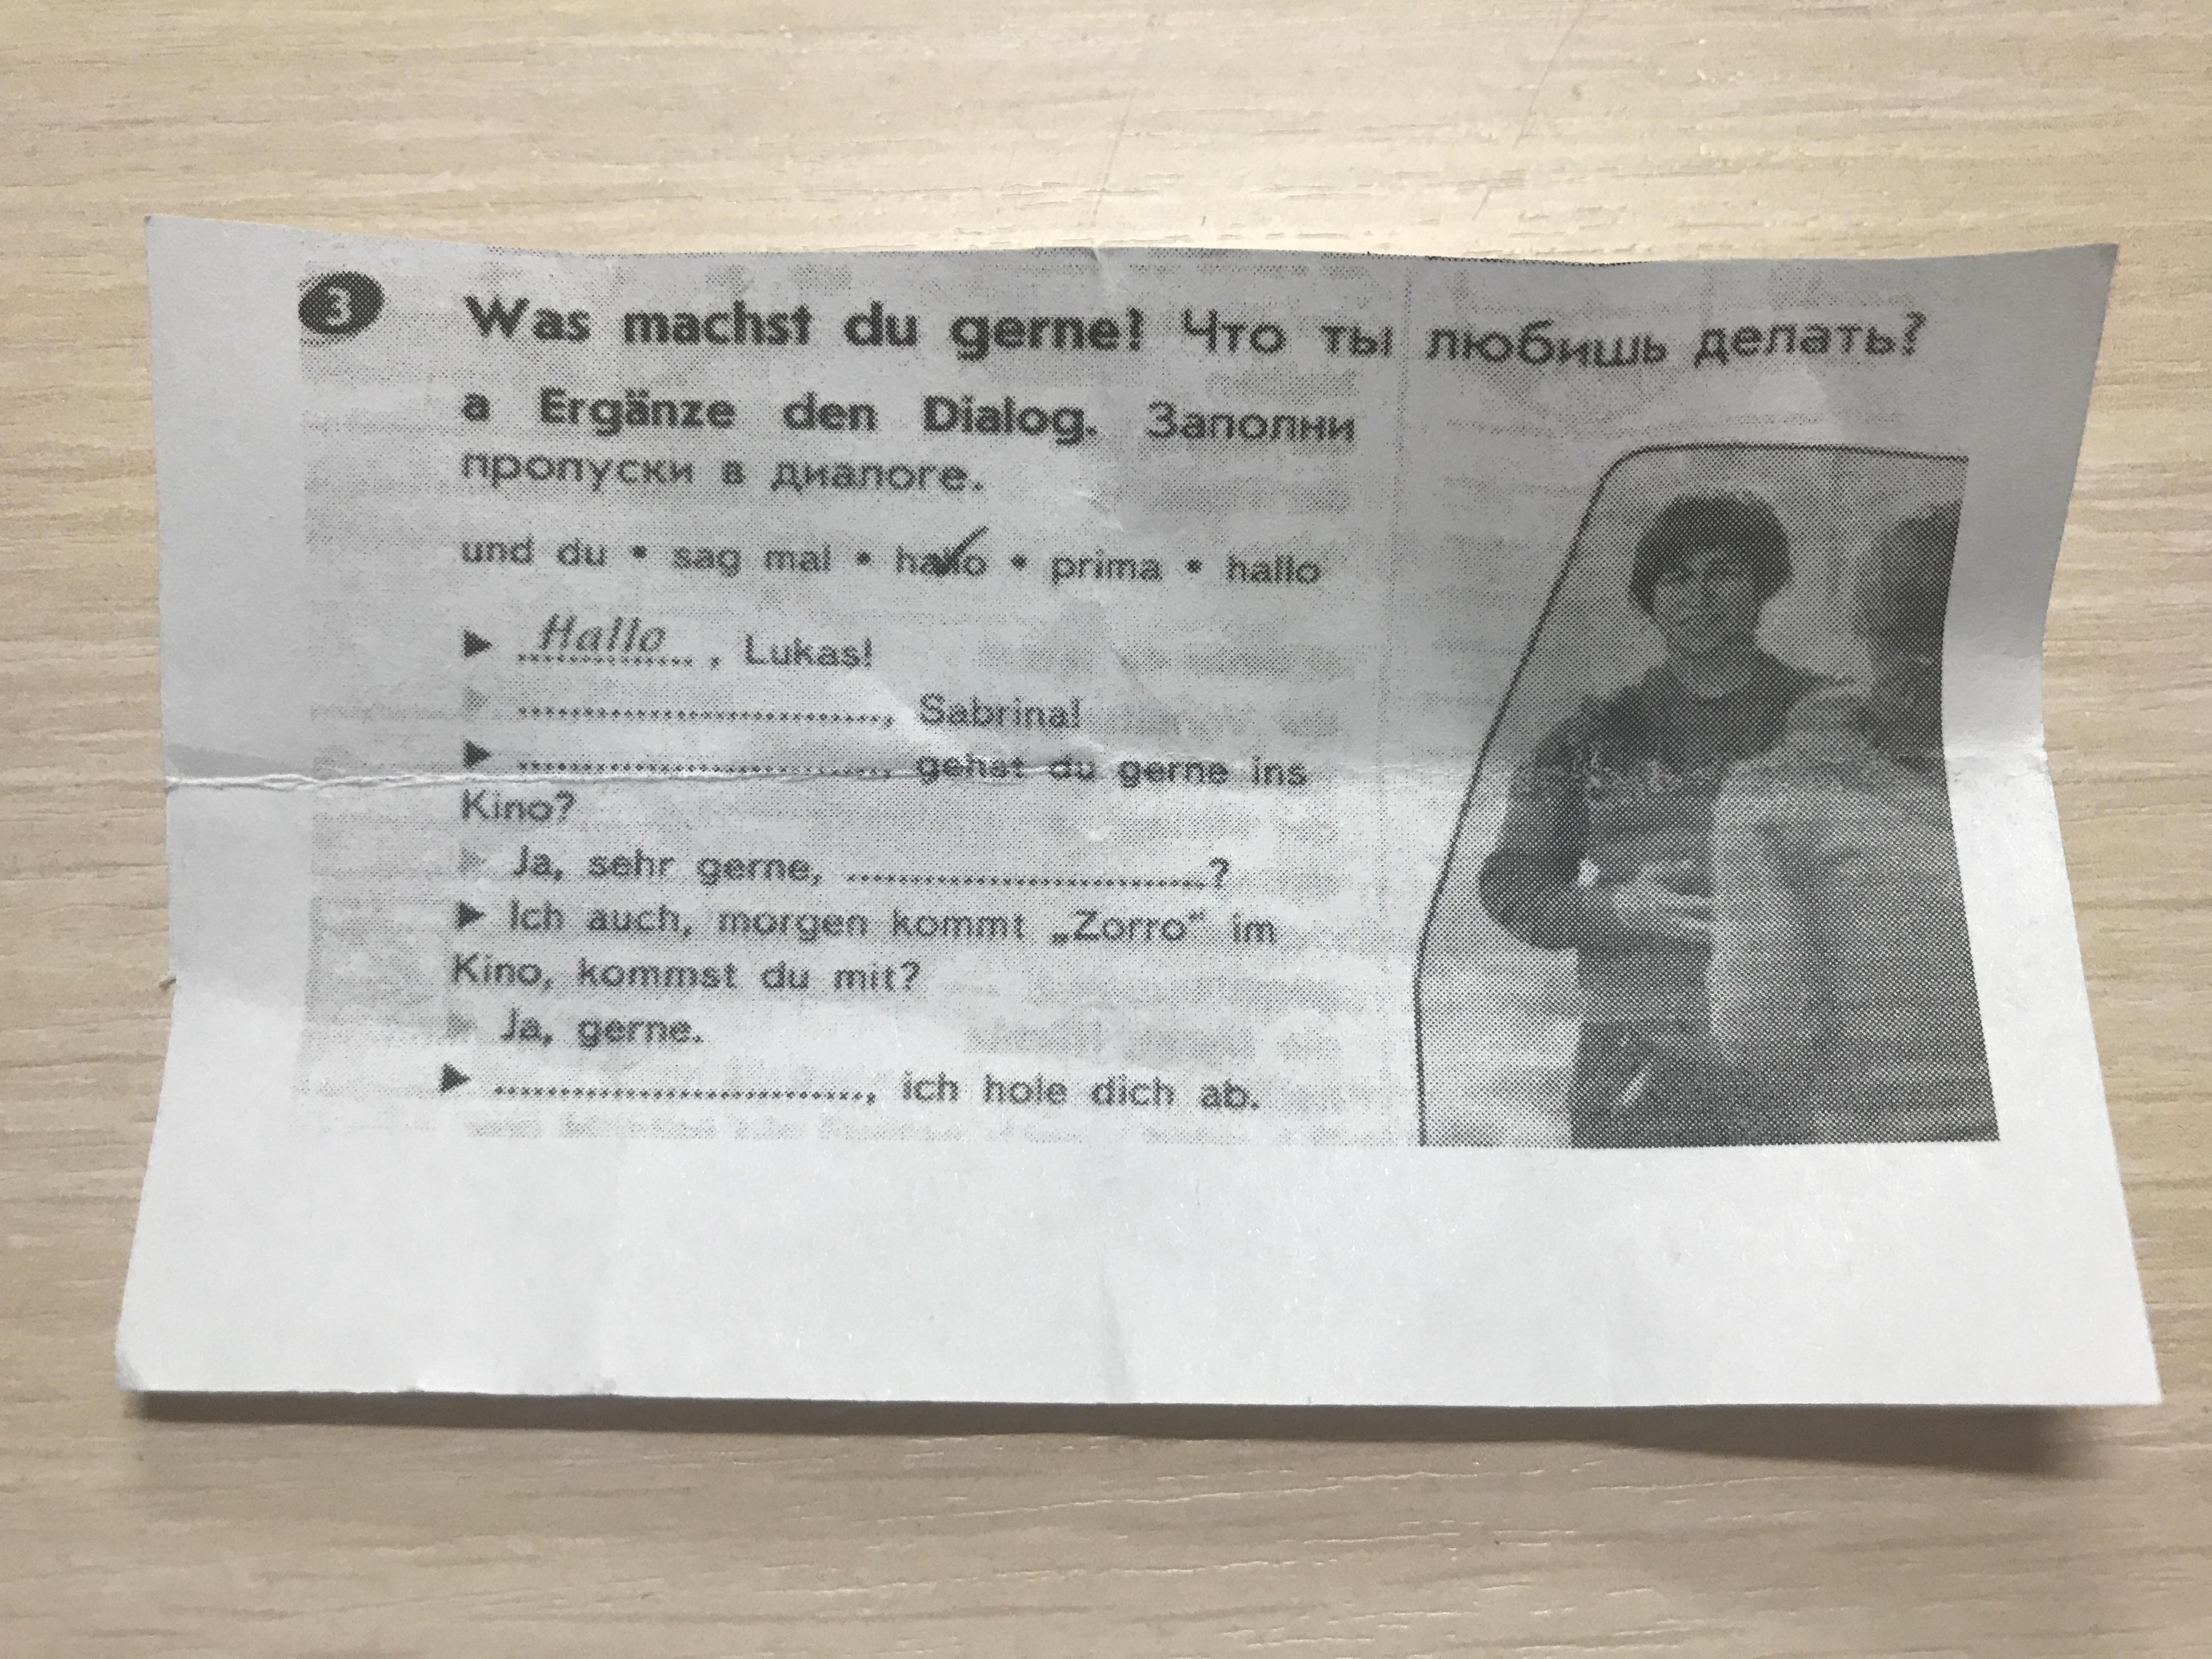 3 Was machst du gerne! Что ты любишь делать?
a Ergänze den Dialog. Заполни
пропуски в диалоге.
und du • sag mal • hallo • prima • hallo
▶ Hallo, Lukas!
▶ ............................, Sabrina!
▶ ............................, gehst du gerne ins
Kino?
▶ Ja, sehr gerne, ............................?
▶ Ich auch, morgen kommt „Zorro“ im
Kino, kommst du mit?
▶ Ja, gerne.
▶ ............................, ich hole dich ab.